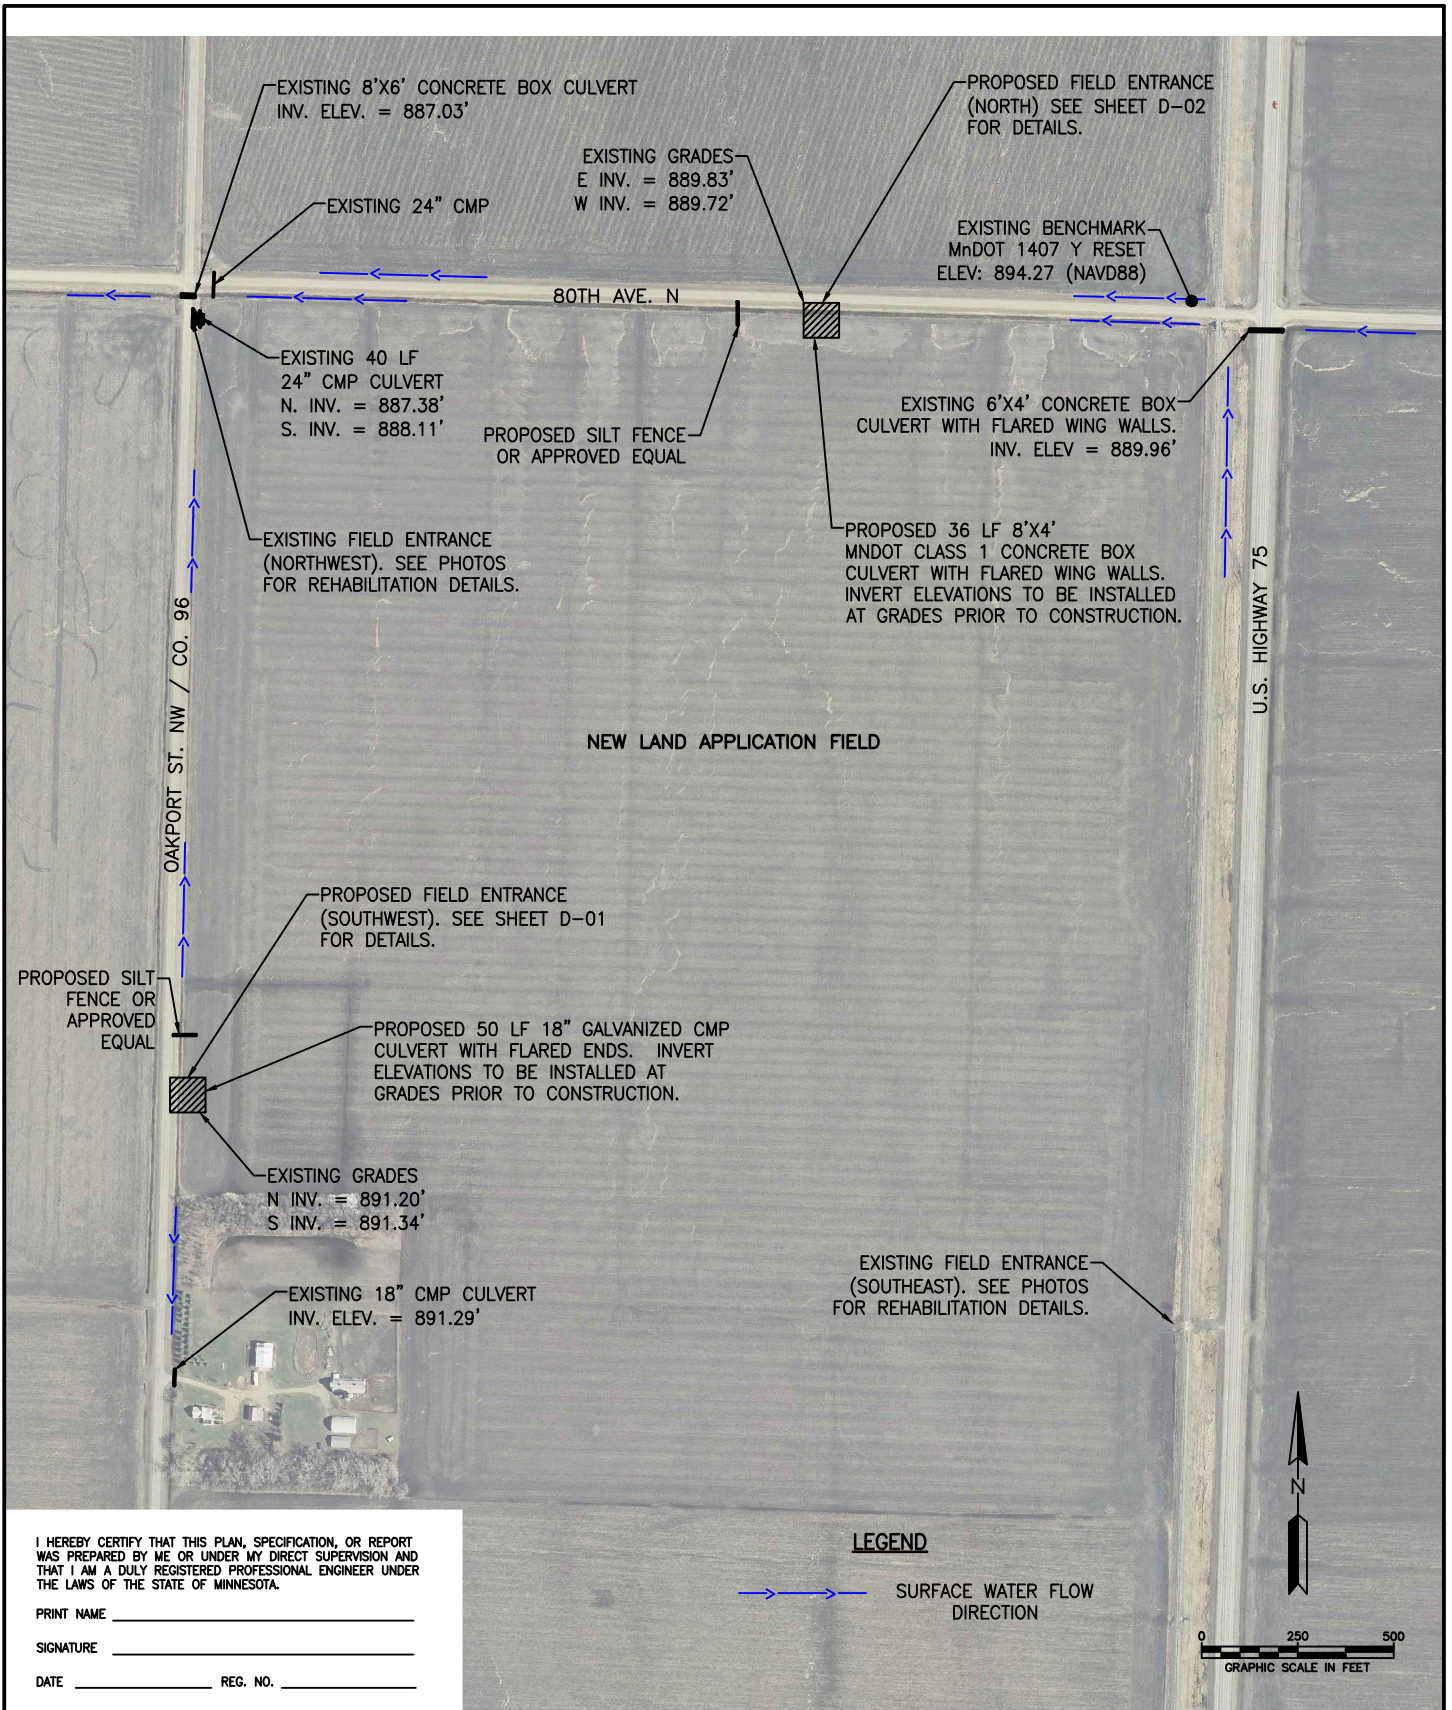 EXISTING 8'X6' CONCRETE BOX CULVERT
INV. ELEV. = 887.03'
PROPOSED FIELD ENTRANCE
(NORTH) SEE SHEET D-02
FOR DETAILS.
EXISTING GRADES
E INV. = 889.83'
W INV. = 889.72'
EXISTING 24" CMP
EXISTING BENCHMARK
MnDOT 1407 Y RESET
ELEV: 894.27 (NAVD88)
80TH AVE. N
EXISTING 40 LF
24" CMP CULVERT
N. INV. = 887.38'
S. INV. = 888.11'
PROPOSED SILT FENCE
OR APPROVED EQUAL
EXISTING 6'X4' CONCRETE BOX
CULVERT WITH FLARED WING WALLS.
INV. ELEV = 889.96'
EXISTING FIELD ENTRANCE
(NORTHWEST). SEE PHOTOS
FOR REHABILITATION DETAILS.
PROPOSED 36 LF 8'X4'
MNDOT CLASS 1 CONCRETE BOX
CULVERT WITH FLARED WING WALLS.
INVERT ELEVATIONS TO BE INSTALLED
AT GRADES PRIOR TO CONSTRUCTION.
OAKPORT ST. NW / CO. 96
U.S. HIGHWAY 75
NEW LAND APPLICATION FIELD
PROPOSED FIELD ENTRANCE
(SOUTHWEST). SEE SHEET D-01
FOR DETAILS.
PROPOSED SILT
FENCE OR
APPROVED
EQUAL
PROPOSED 50 LF 18" GALVANIZED CMP
CULVERT WITH FLARED ENDS. INVERT
ELEVATIONS TO BE INSTALLED AT
GRADES PRIOR TO CONSTRUCTION.
EXISTING GRADES
N INV. = 891.20'
S INV. = 891.34'
EXISTING 18" CMP CULVERT
INV. ELEV. = 891.29'
EXISTING FIELD ENTRANCE
(SOUTHEAST). SEE PHOTOS
FOR REHABILITATION DETAILS.
I HEREBY CERTIFY THAT THIS PLAN, SPECIFICATION, OR REPORT
WAS PREPARED BY ME OR UNDER MY DIRECT SUPERVISION AND
THAT I AM A DULY REGISTERED PROFESSIONAL ENGINEER UNDER
THE LAWS OF THE STATE OF MINNESOTA.
PRINT NAME
SIGNATURE
DATE REG. NO.
LEGEND
SURFACE WATER FLOW
DIRECTION
N
0 250 500
GRAPHIC SCALE IN FEET